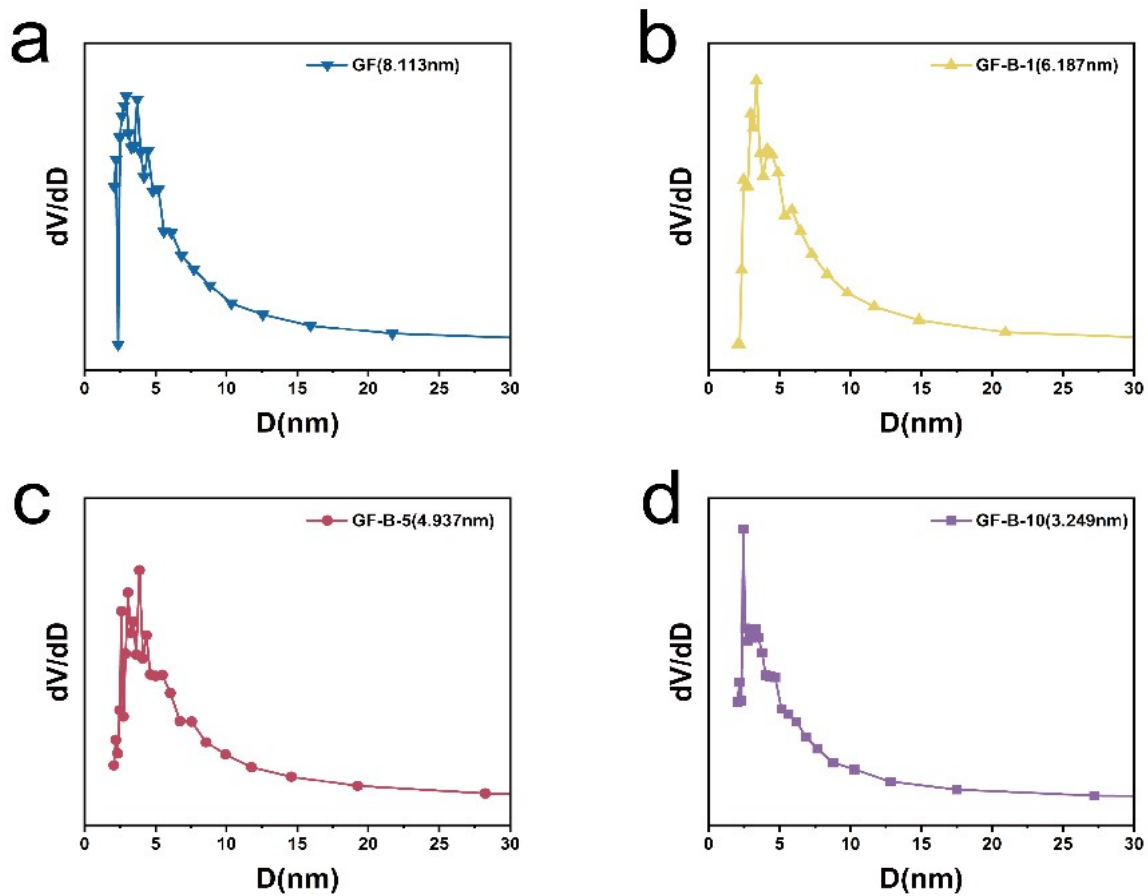 a
GF(8.113nm)
dV/dD
0 5 10 15 20 25 30
D(nm)
b
GF-B-1(6.187nm)
dV/dD
0 5 10 15 20 25 30
D(nm)
c
GF-B-5(4.937nm)
dV/dD
0 5 10 15 20 25 30
D(nm)
d
GF-B-10(3.249nm)
dV/dD
0 5 10 15 20 25 30
D(nm)